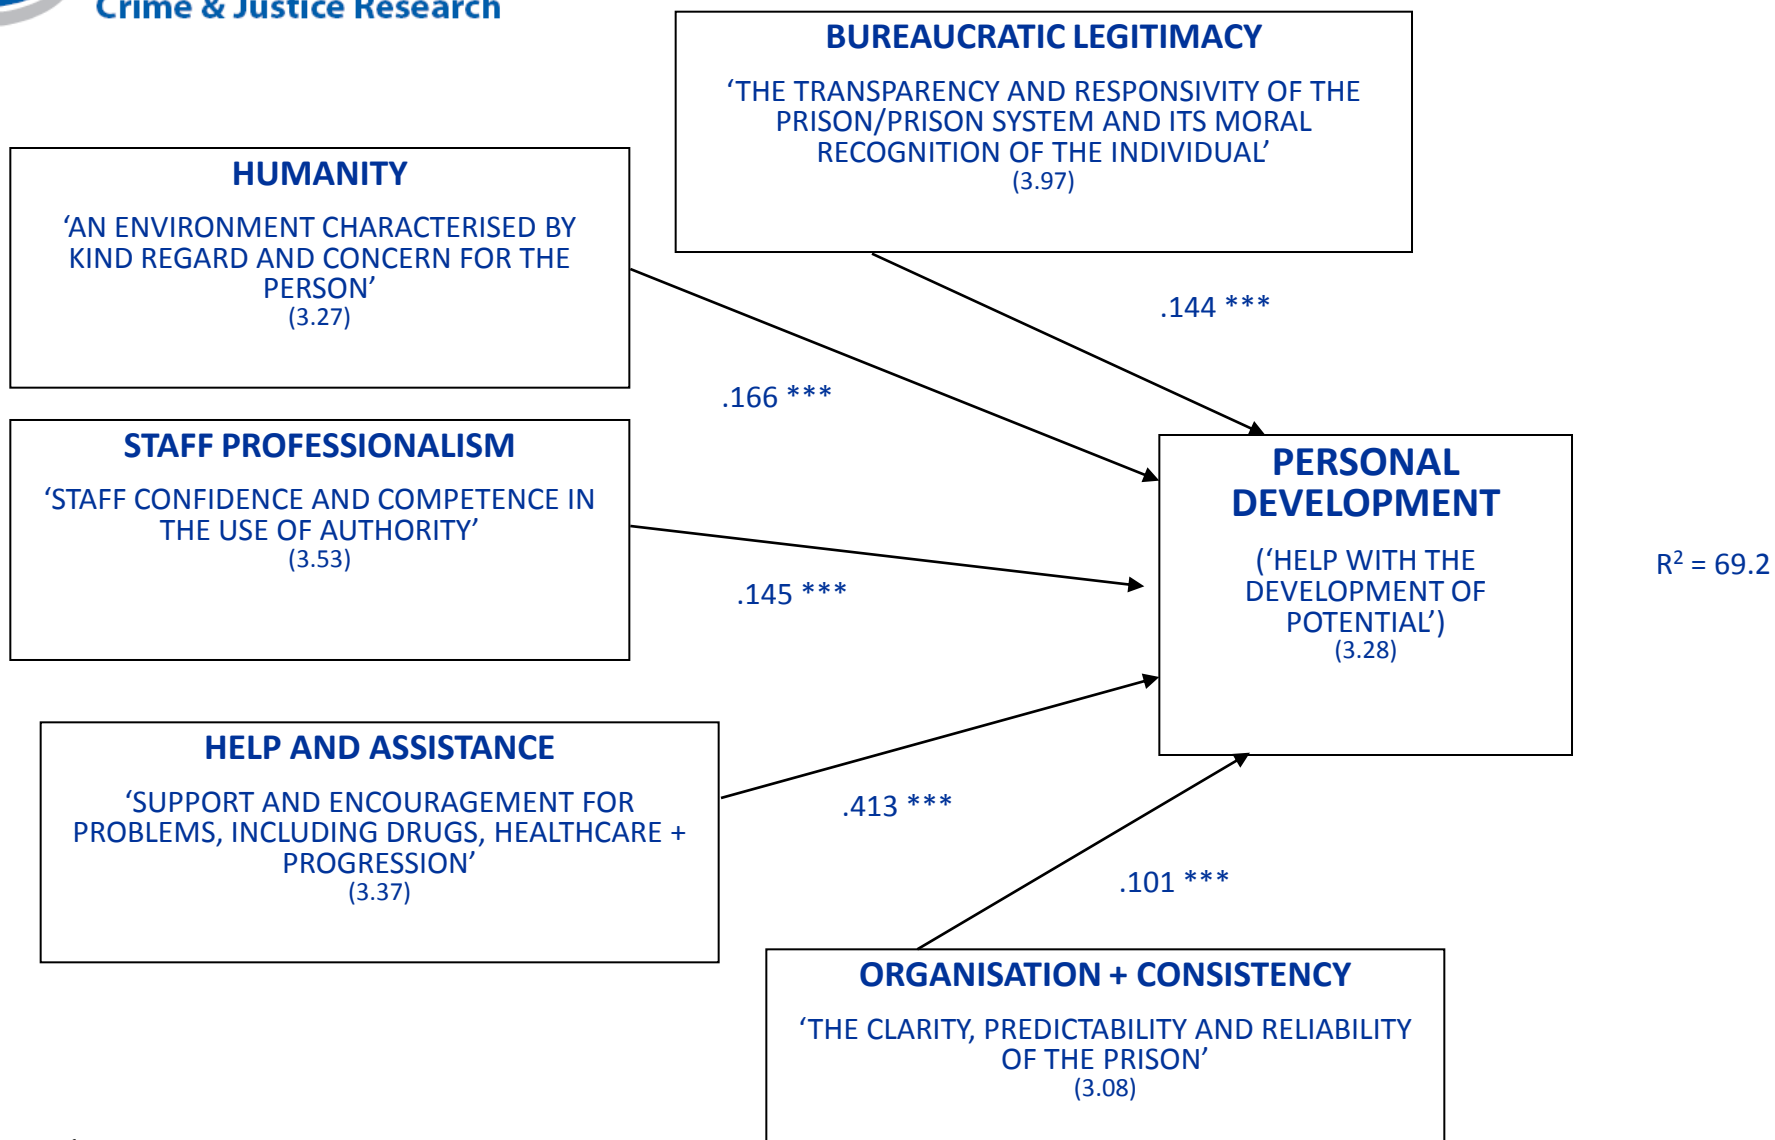 Crime & Justice Research
BUREAUCRATIC LEGITIMACY
‘THE TRANSPARENCY AND RESPONSIVITY OF THE
PRISON/PRISON SYSTEM AND ITS MORAL
RECOGNITION OF THE INDIVIDUAL’
(3.97)
HUMANITY
‘AN ENVIRONMENT CHARACTERISED BY
KIND REGARD AND CONCERN FOR THE
PERSON’
(3.27)
.144 ***
.166 ***
STAFF PROFESSIONALISM
‘STAFF CONFIDENCE AND COMPETENCE IN
THE USE OF AUTHORITY’
(3.53)
.145 ***
PERSONAL
DEVELOPMENT
(‘HELP WITH THE
DEVELOPMENT OF
POTENTIAL’)
(3.28)
R² = 69.2
HELP AND ASSISTANCE
‘SUPPORT AND ENCOURAGEMENT FOR
PROBLEMS, INCLUDING DRUGS, HEALTHCARE +
PROGRESSION’
(3.37)
.413 ***
.101 ***
ORGANISATION + CONSISTENCY
‘THE CLARITY, PREDICTABILITY AND RELIABILITY
OF THE PRISON’
(3.08)